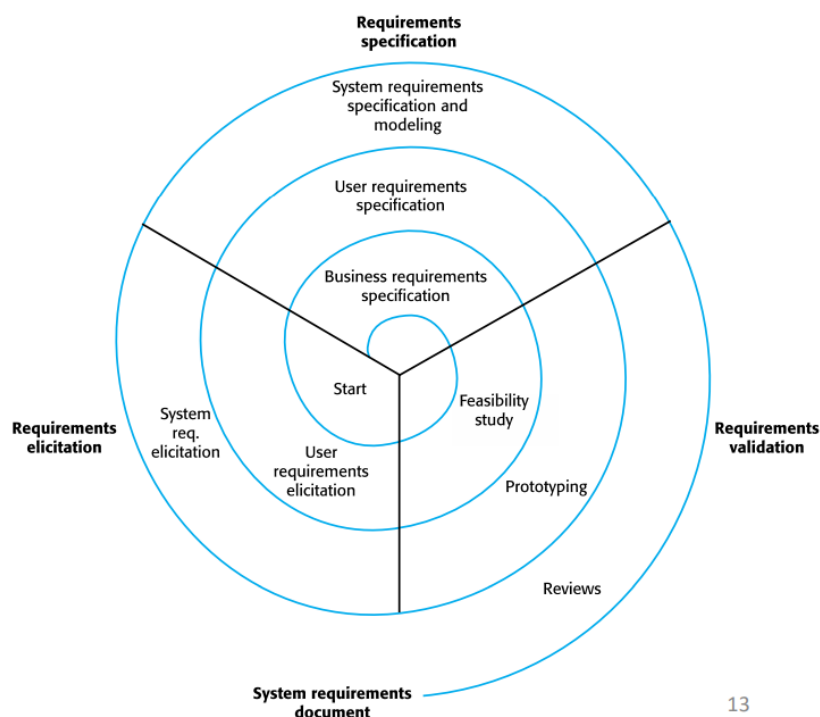 Requirements
specification
System requirements
specification and
modeling
User requirements
specification
Business requirements
specification
Start
Feasibility
study
System
req.
elicitation
User
requirements
elicitation
Requirements
elicitation
Requirements
validation
Prototyping
Reviews
System requirements
document
13